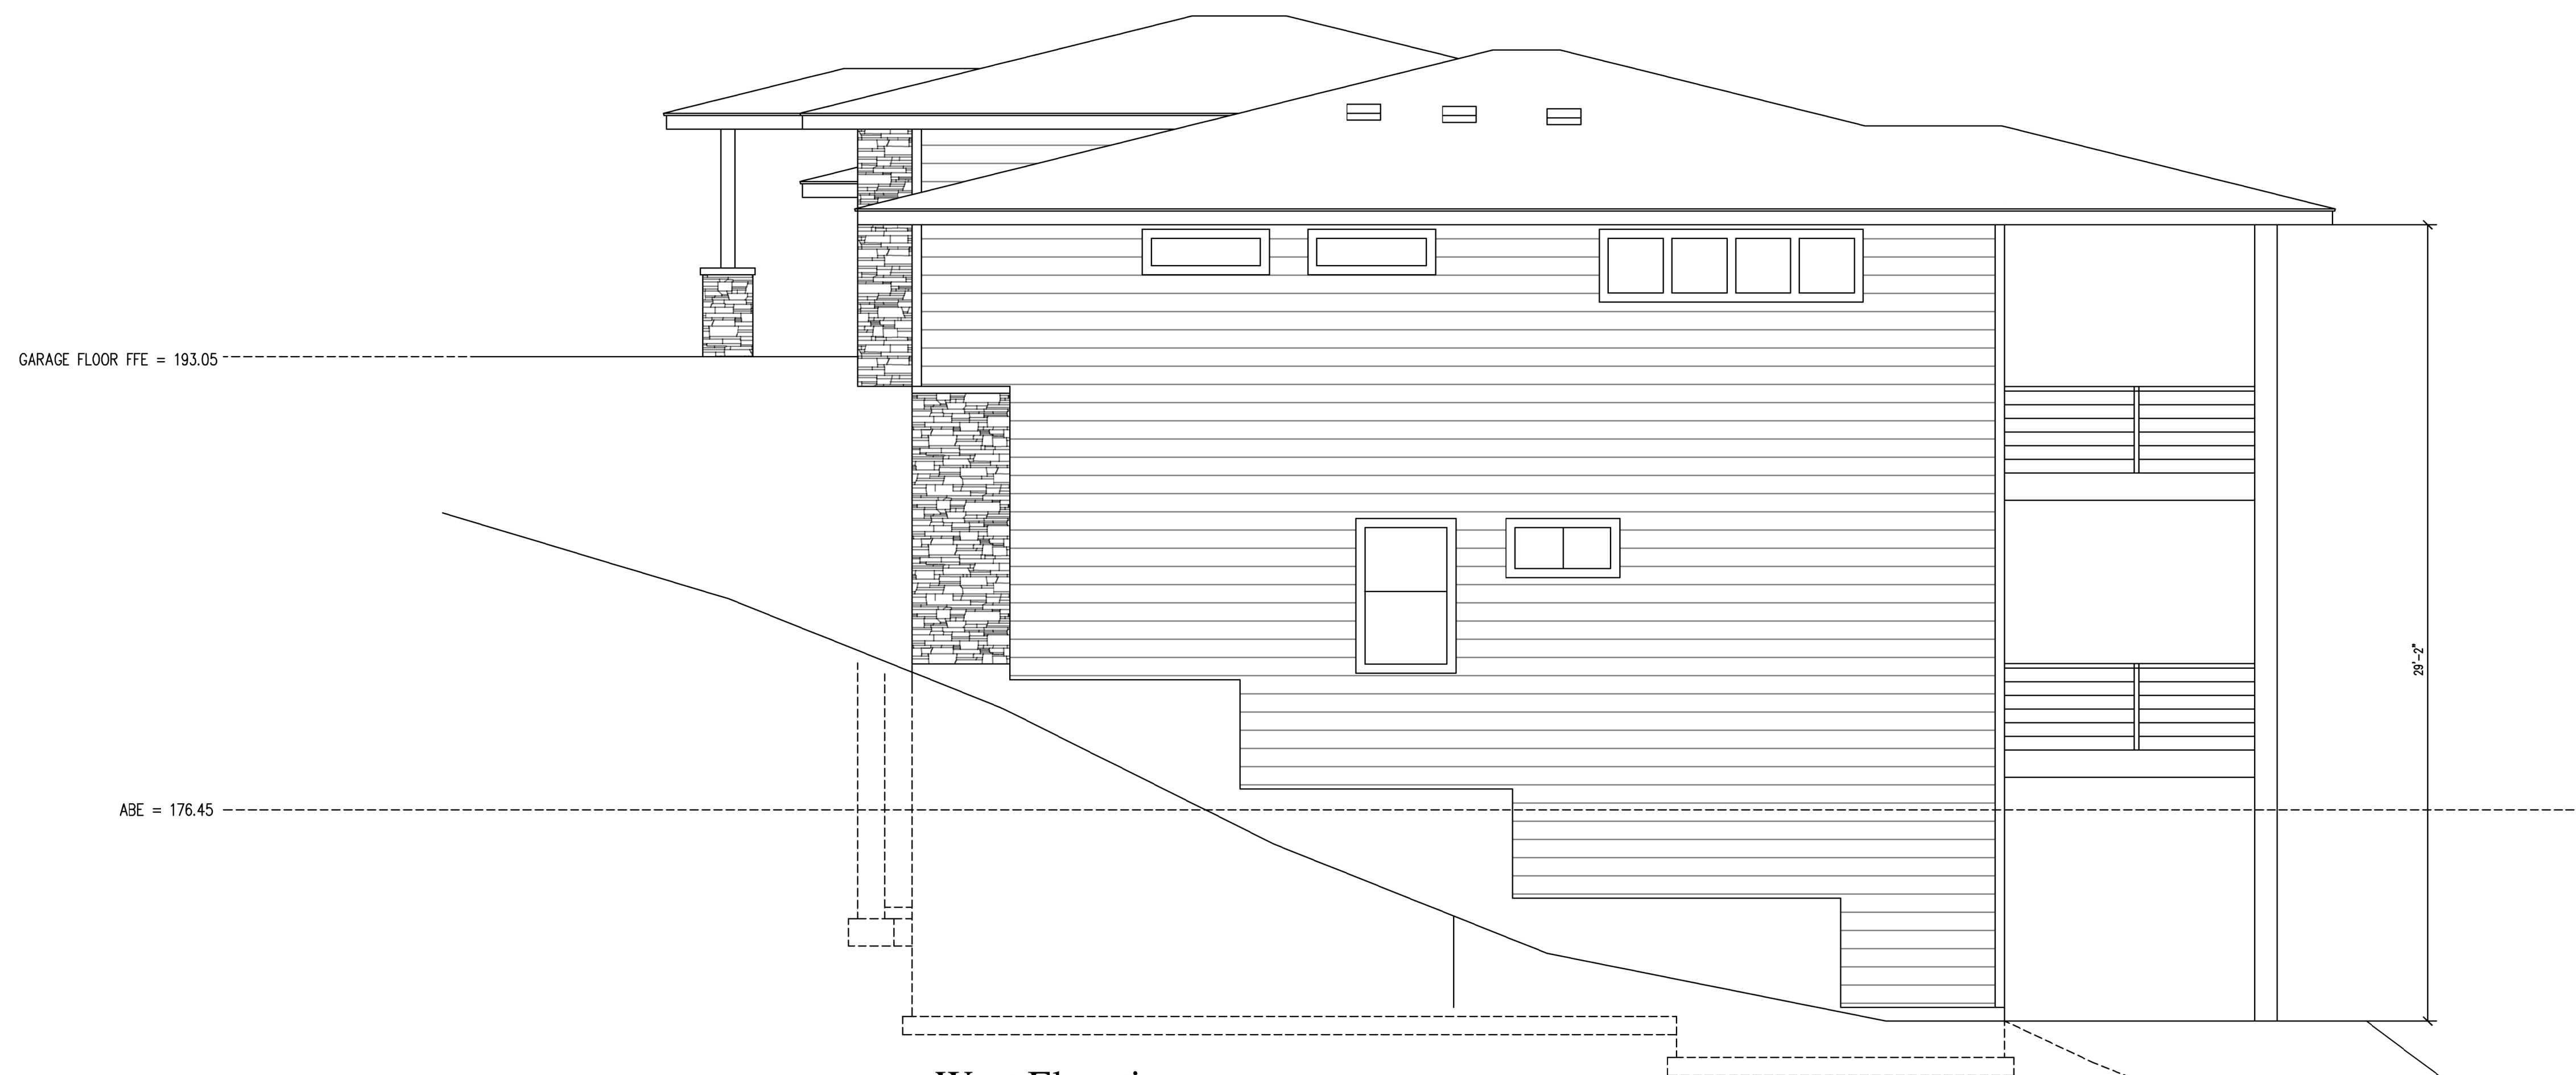 GARAGE FLOOR FFE = 193.05
29'-2"
ABE = 176.45